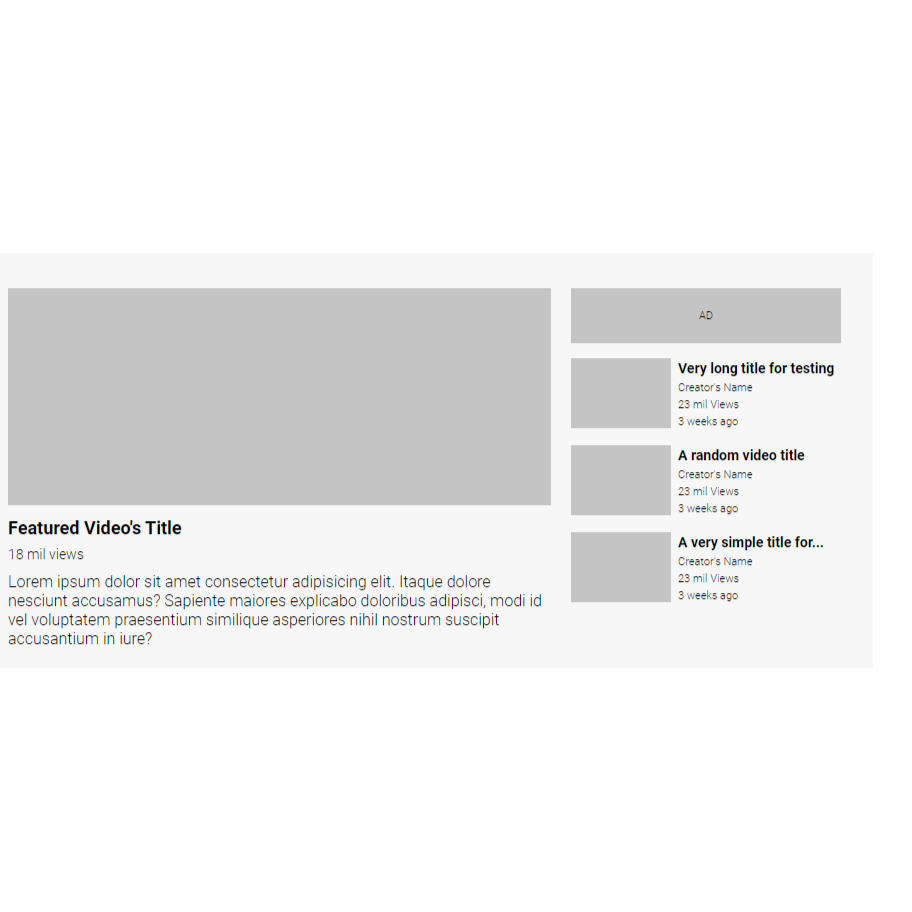 Featured Video's Title
18 mil views
Lorem ipsum dolor sit amet consectetur adipisicing elit. Itaque dolore
nesciunt accusamus? Sapiente maiores explicabo doloribus adipisci, modi id
vel voluptatem praesentium similique asperiores nihil nostrum suscipit
accusantium in iure?
AD
Very long title for testing
Creator's Name
23 mil Views
3 weeks ago
A random video title
Creator's Name
23 mil Views
3 weeks ago
A very simple title for...
Creator's Name
23 mil Views
3 weeks ago